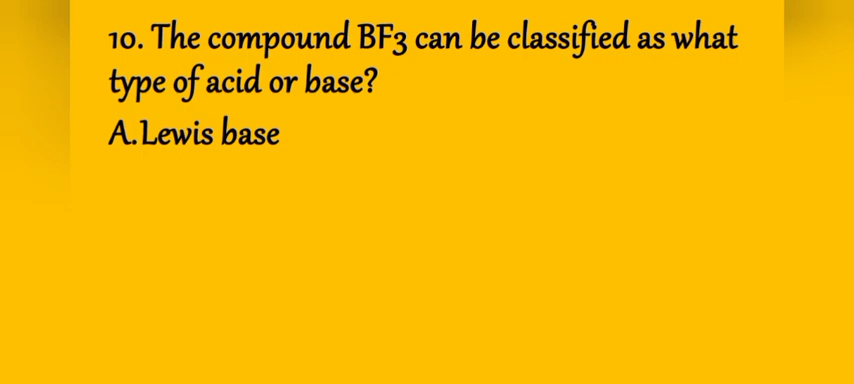 10. The compound BF3 can be classified as what
type of acid or base?
A.Lewis base